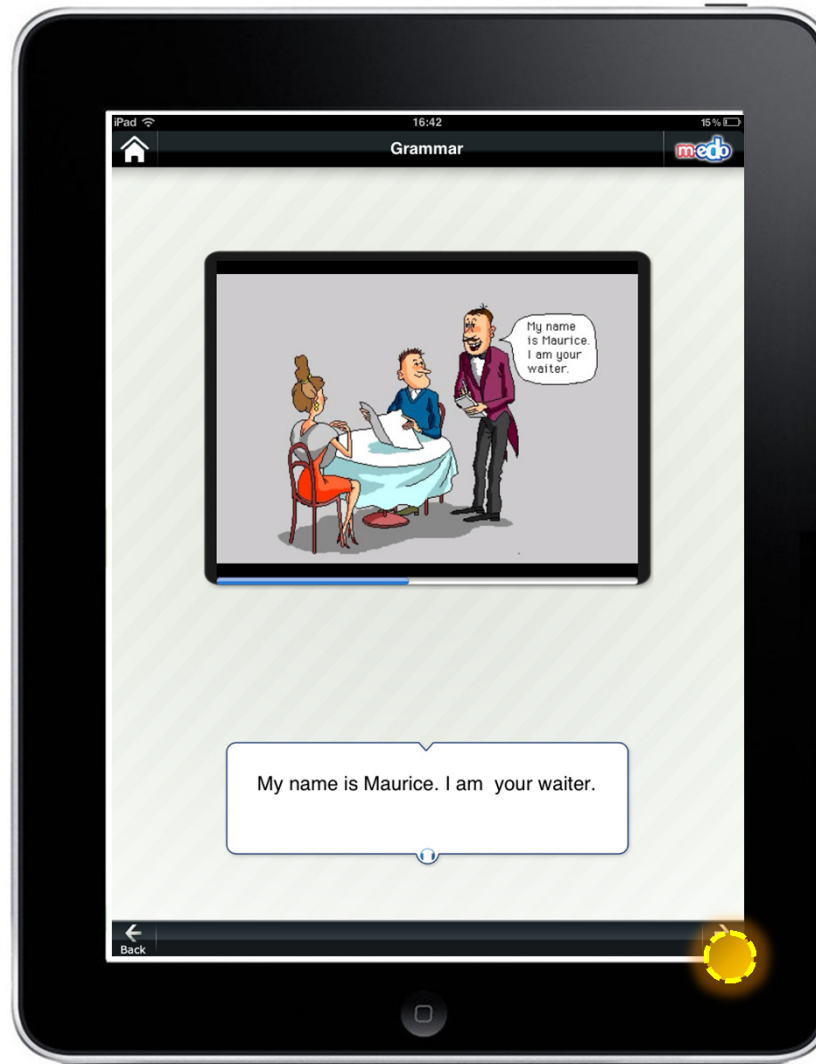 iPad 16:42 15%
Grammar
m-edo
My name
is Maurice.
I am your
waiter.
My name is Maurice. I am  your waiter.
Back